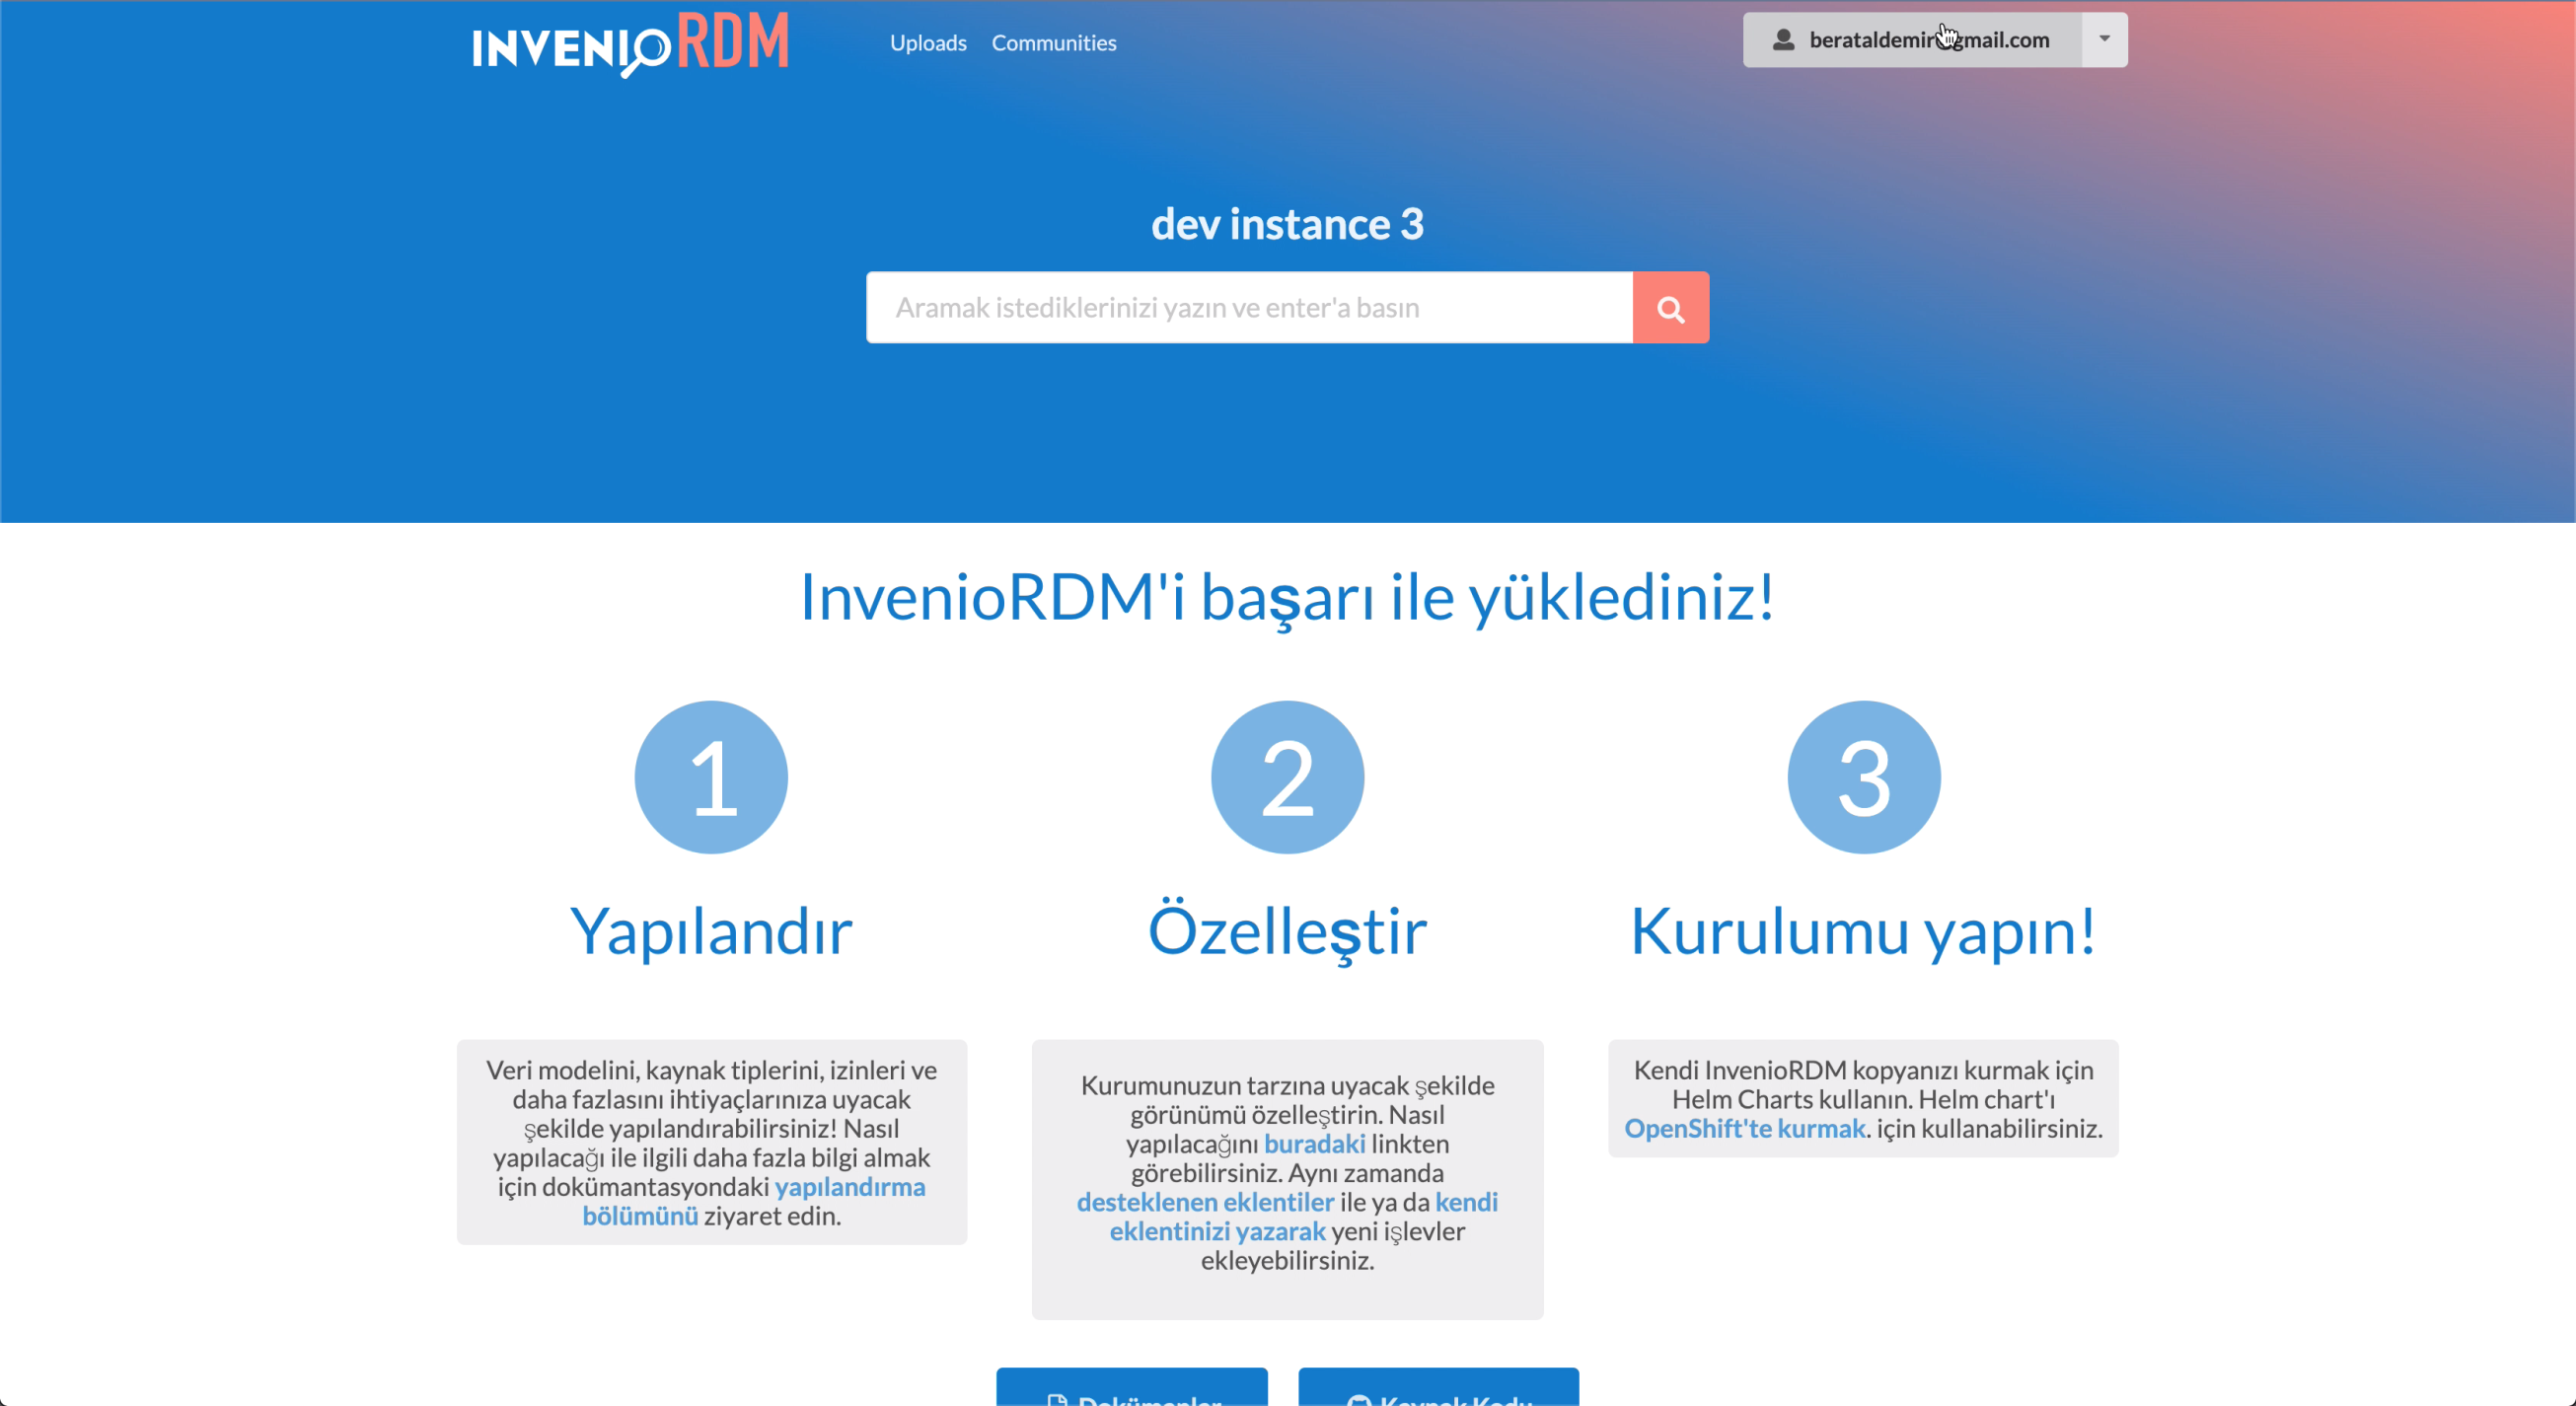 INVENIO RDM
Uploads Communities
berataldemir@gmail.com
dev instance 3
Aramak istediklerinizi yazın ve enter'a basın
InvenioRDM'i başarı ile yüklediniz!
1
Yapılandır
Veri modelini, kaynak tiplerini, izinleri ve
daha fazlasını ihtiyaçlarınıza uyacak
şekilde yapılandırabilirsiniz! Nasıl
yapılacağı ile ilgili daha fazla bilgi almak
için dokümantasyondaki yapılandırma
bölümünü ziyaret edin.
2
Özelleştir
Kurumunuzun tarzına uyacak şekilde
görünümü özelleştirin. Nasıl
yapılacağını buradaki linkten
görebilirsiniz. Aynı zamanda
desteklenen eklentiler ile ya da kendi
eklentinizi yazarak yeni işlevler
ekleyebilirsiniz.
3
Kurulumu yapın!
Kendi InvenioRDM kopyanızı kurmak için
Helm Charts kullanın. Helm chart'ı
OpenShift'te kurmak. için kullanabilirsiniz.
Dokümanlar
Kaynak Kodu